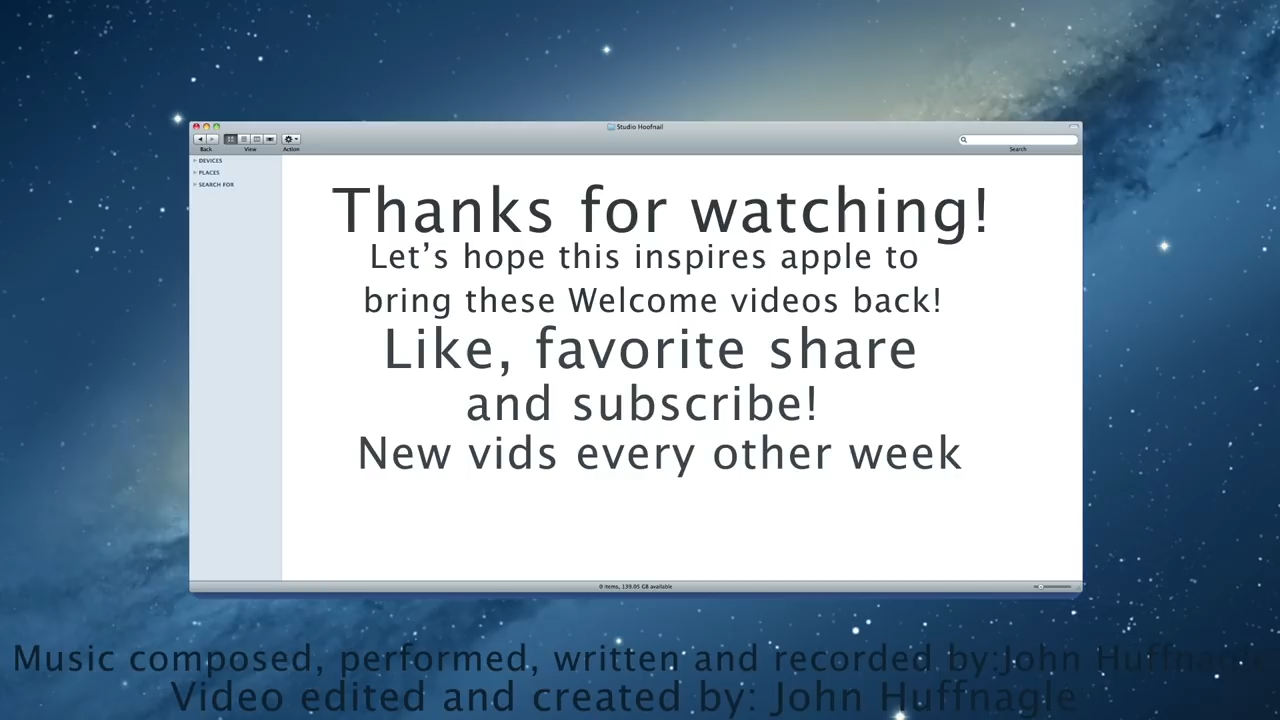 Studio Hoofnail
Back View Action Search
DEVICES
PLACES
SEARCH FOR
Thanks for watching!
Let’s hope this inspires apple to
bring these Welcome videos back!
Like, favorite share
and subscribe!
New vids every other week
0 items, 139.05 GB available
Music composed, performed, written and recorded by:John Huffnagle
Video edited and created by: John Huffnagle